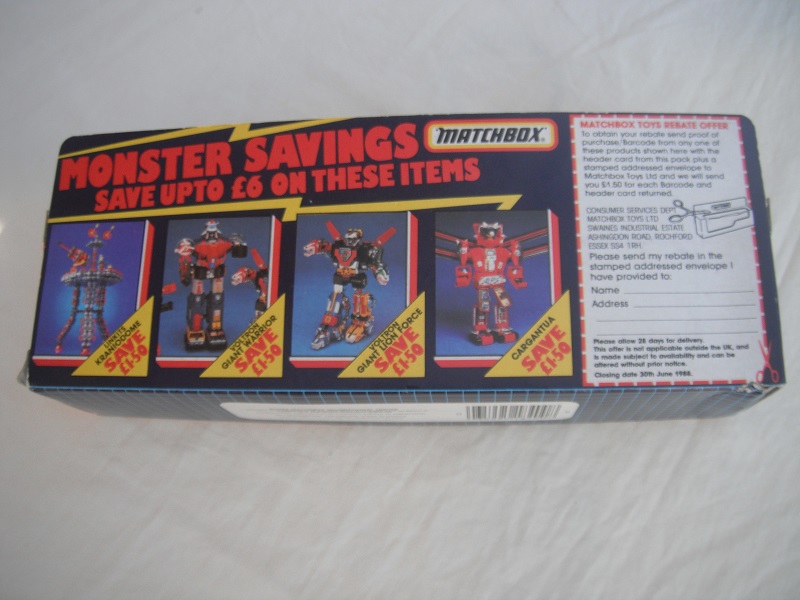 MONSTER SAVINGS
SAVE UPTO £6 ON THESE ITEMS
MATCHBOX
KRAPODOME
SAVE
£1·50
VOLTRON
GIANT WARRIOR
SAVE
£1·50
VOLTRON
GIANT LION FORCE
SAVE
£1·50
CARGANTUA
SAVE
£1·50
MATCHBOX TOYS REBATE OFFER
To obtain your rebate send proof of
purchase/Barcode from any one of
these products shown here with the
header card from this pack plus a
stamped addressed envelope to
Matchbox Toys Ltd and we will send
you £1.50 for each Barcode and
header card returned.
CONSUMER SERVICES DEPT
MATCHBOX TOYS LTD
SWAINES INDUSTRIAL ESTATE
ASHINGDON ROAD, ROCHFORD
ESSEX SS4 1RH
Please send my rebate in the
stamped addressed envelope I
have provided to:
Name
Address
Please allow 28 days for delivery.
This offer is not applicable outside the UK, and
is made subject to availability and can be
altered without prior notice.
Closing date 30th June 1988.